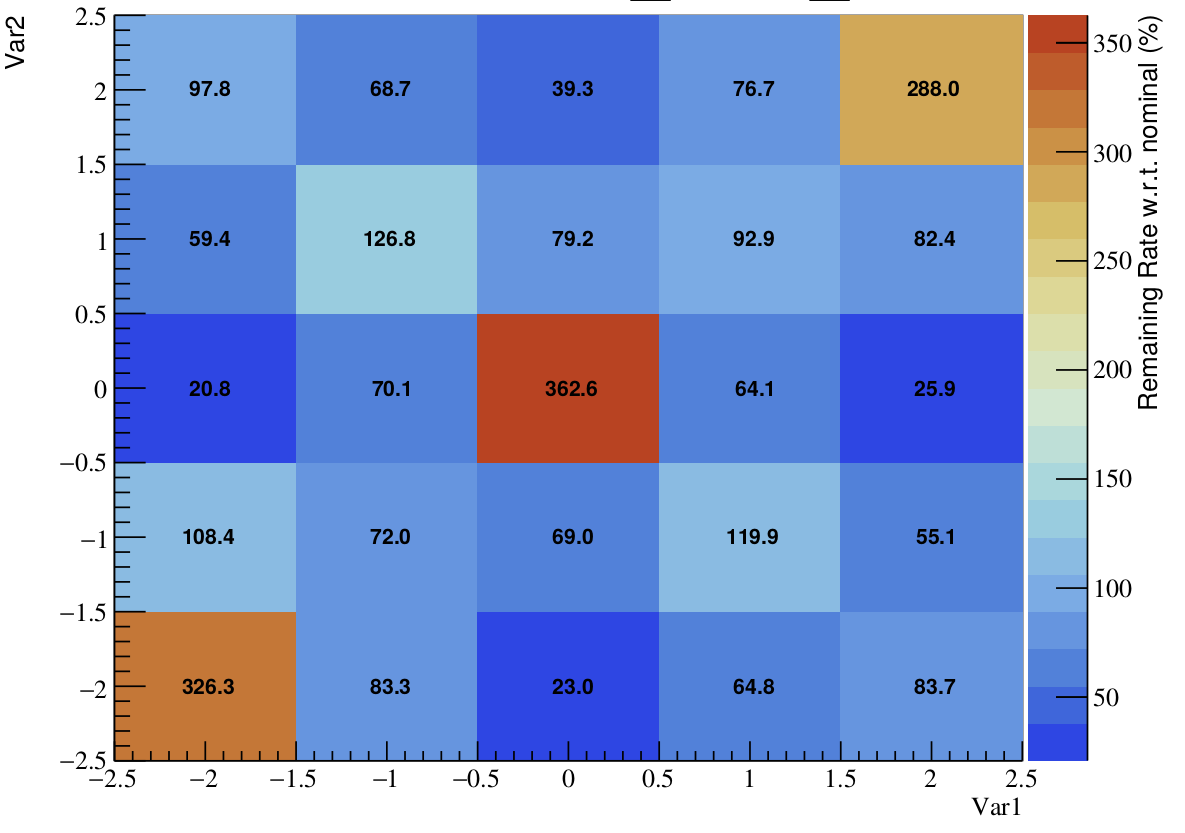 Var2
2.5
2
1.5
1
0.5
0
−0.5
−1
−1.5
−2
−2.5
97.8 68.7 39.3 76.7 288.0
59.4 126.8 79.2 92.9 82.4
20.8 70.1 362.6 64.1 25.9
108.4 72.0 69.0 119.9 55.1
326.3 83.3 23.0 64.8 83.7
−2.5 −2 −1.5 −1 −0.5 0 0.5 1 1.5 2 2.5
Var1
350
300
250
200
150
100
50
Remaining Rate w.r.t. nominal (%)